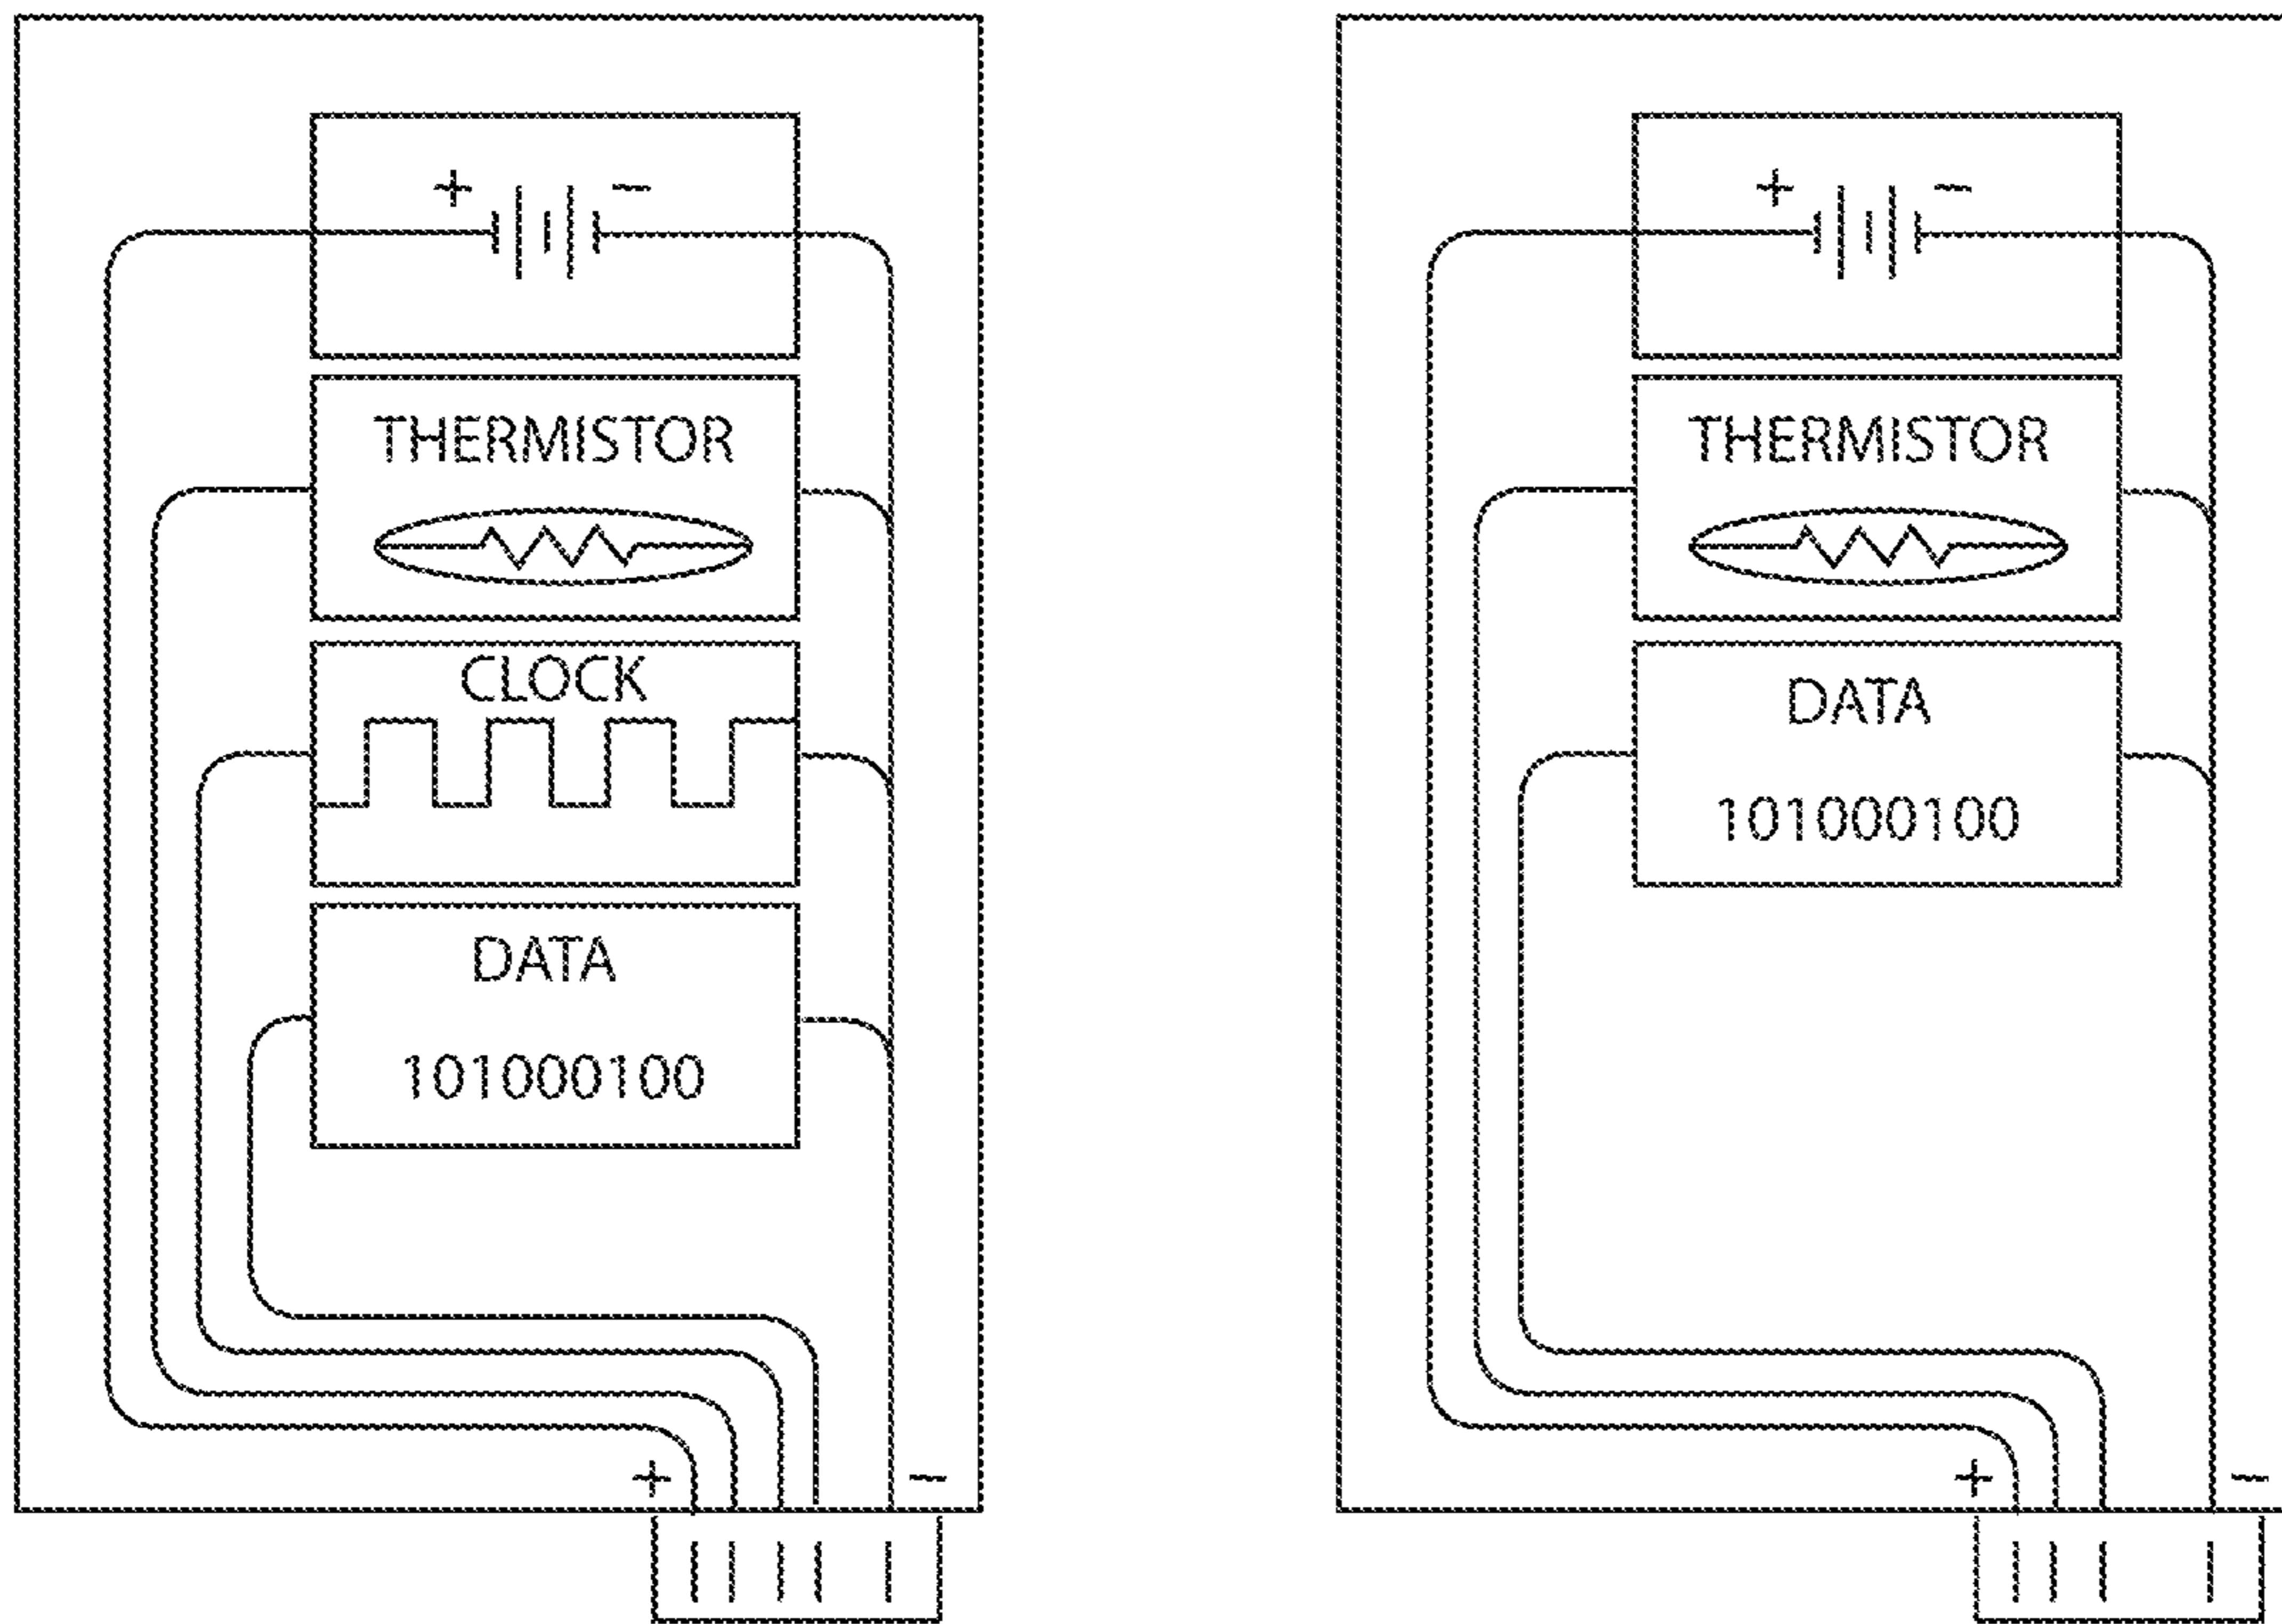 + −
THERMISTOR
CLOCK
DATA
101000100
+ −
+ −
THERMISTOR
DATA
101000100
+ −